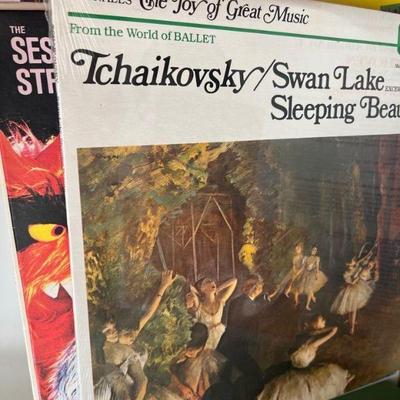 The Joy of Great Music
From the World of BALLET
Tchaikovsky/Swan Lake
Sleeping Beau
THE
SES
STR